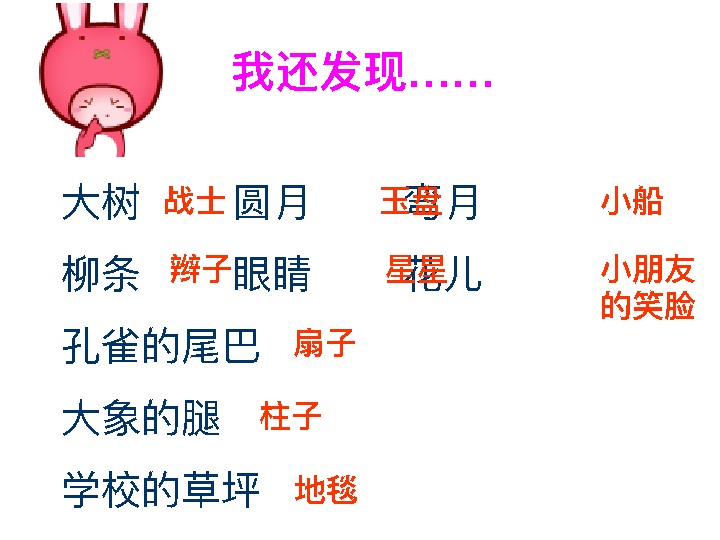 我还发现……
大树 战士 圆月 玉盘 弯月 小船
柳条 辫子 眼睛 星星 花儿 小朋友
的笑脸
孔雀的尾巴 扇子
大象的腿 柱子
学校的草坪 地毯